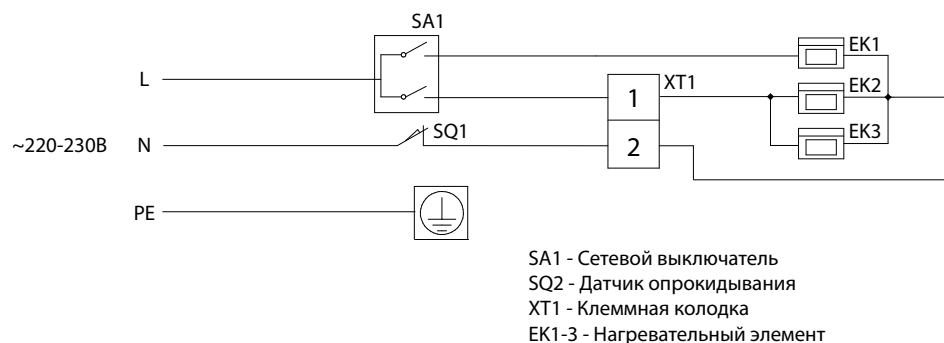 SA1
EK1
L
1
XT1
EK2
SQ1
EK3
~220-230В
N
2
PE
SA1 - Сетевой выключатель
SQ2 - Датчик опрокидывания
XT1 - Клеммная колодка
EK1-3 - Нагревательный элемент